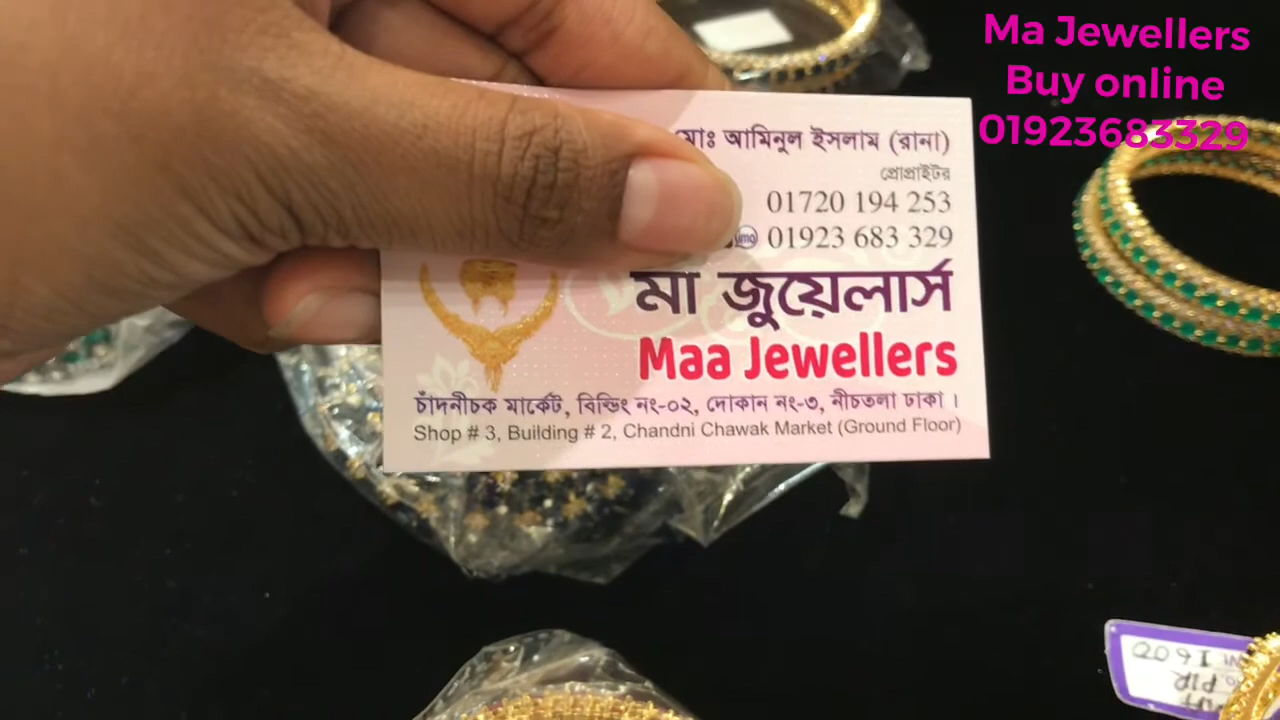 Ma Jewellers
Buy online
01923683329
মোঃ আমিনুল ইসলাম (রানা)
প্রোপ্রাইটর
01720 194 253
imo 01923 683 329
মা জুয়েলার্স
Maa Jewellers
চাঁদনীচক মার্কেট, বিল্ডিং নং-০২, দোকান নং-৩, নীচতলা ঢাকা ।
Shop # 3, Building # 2, Chandni Chawak Market (Ground Floor)